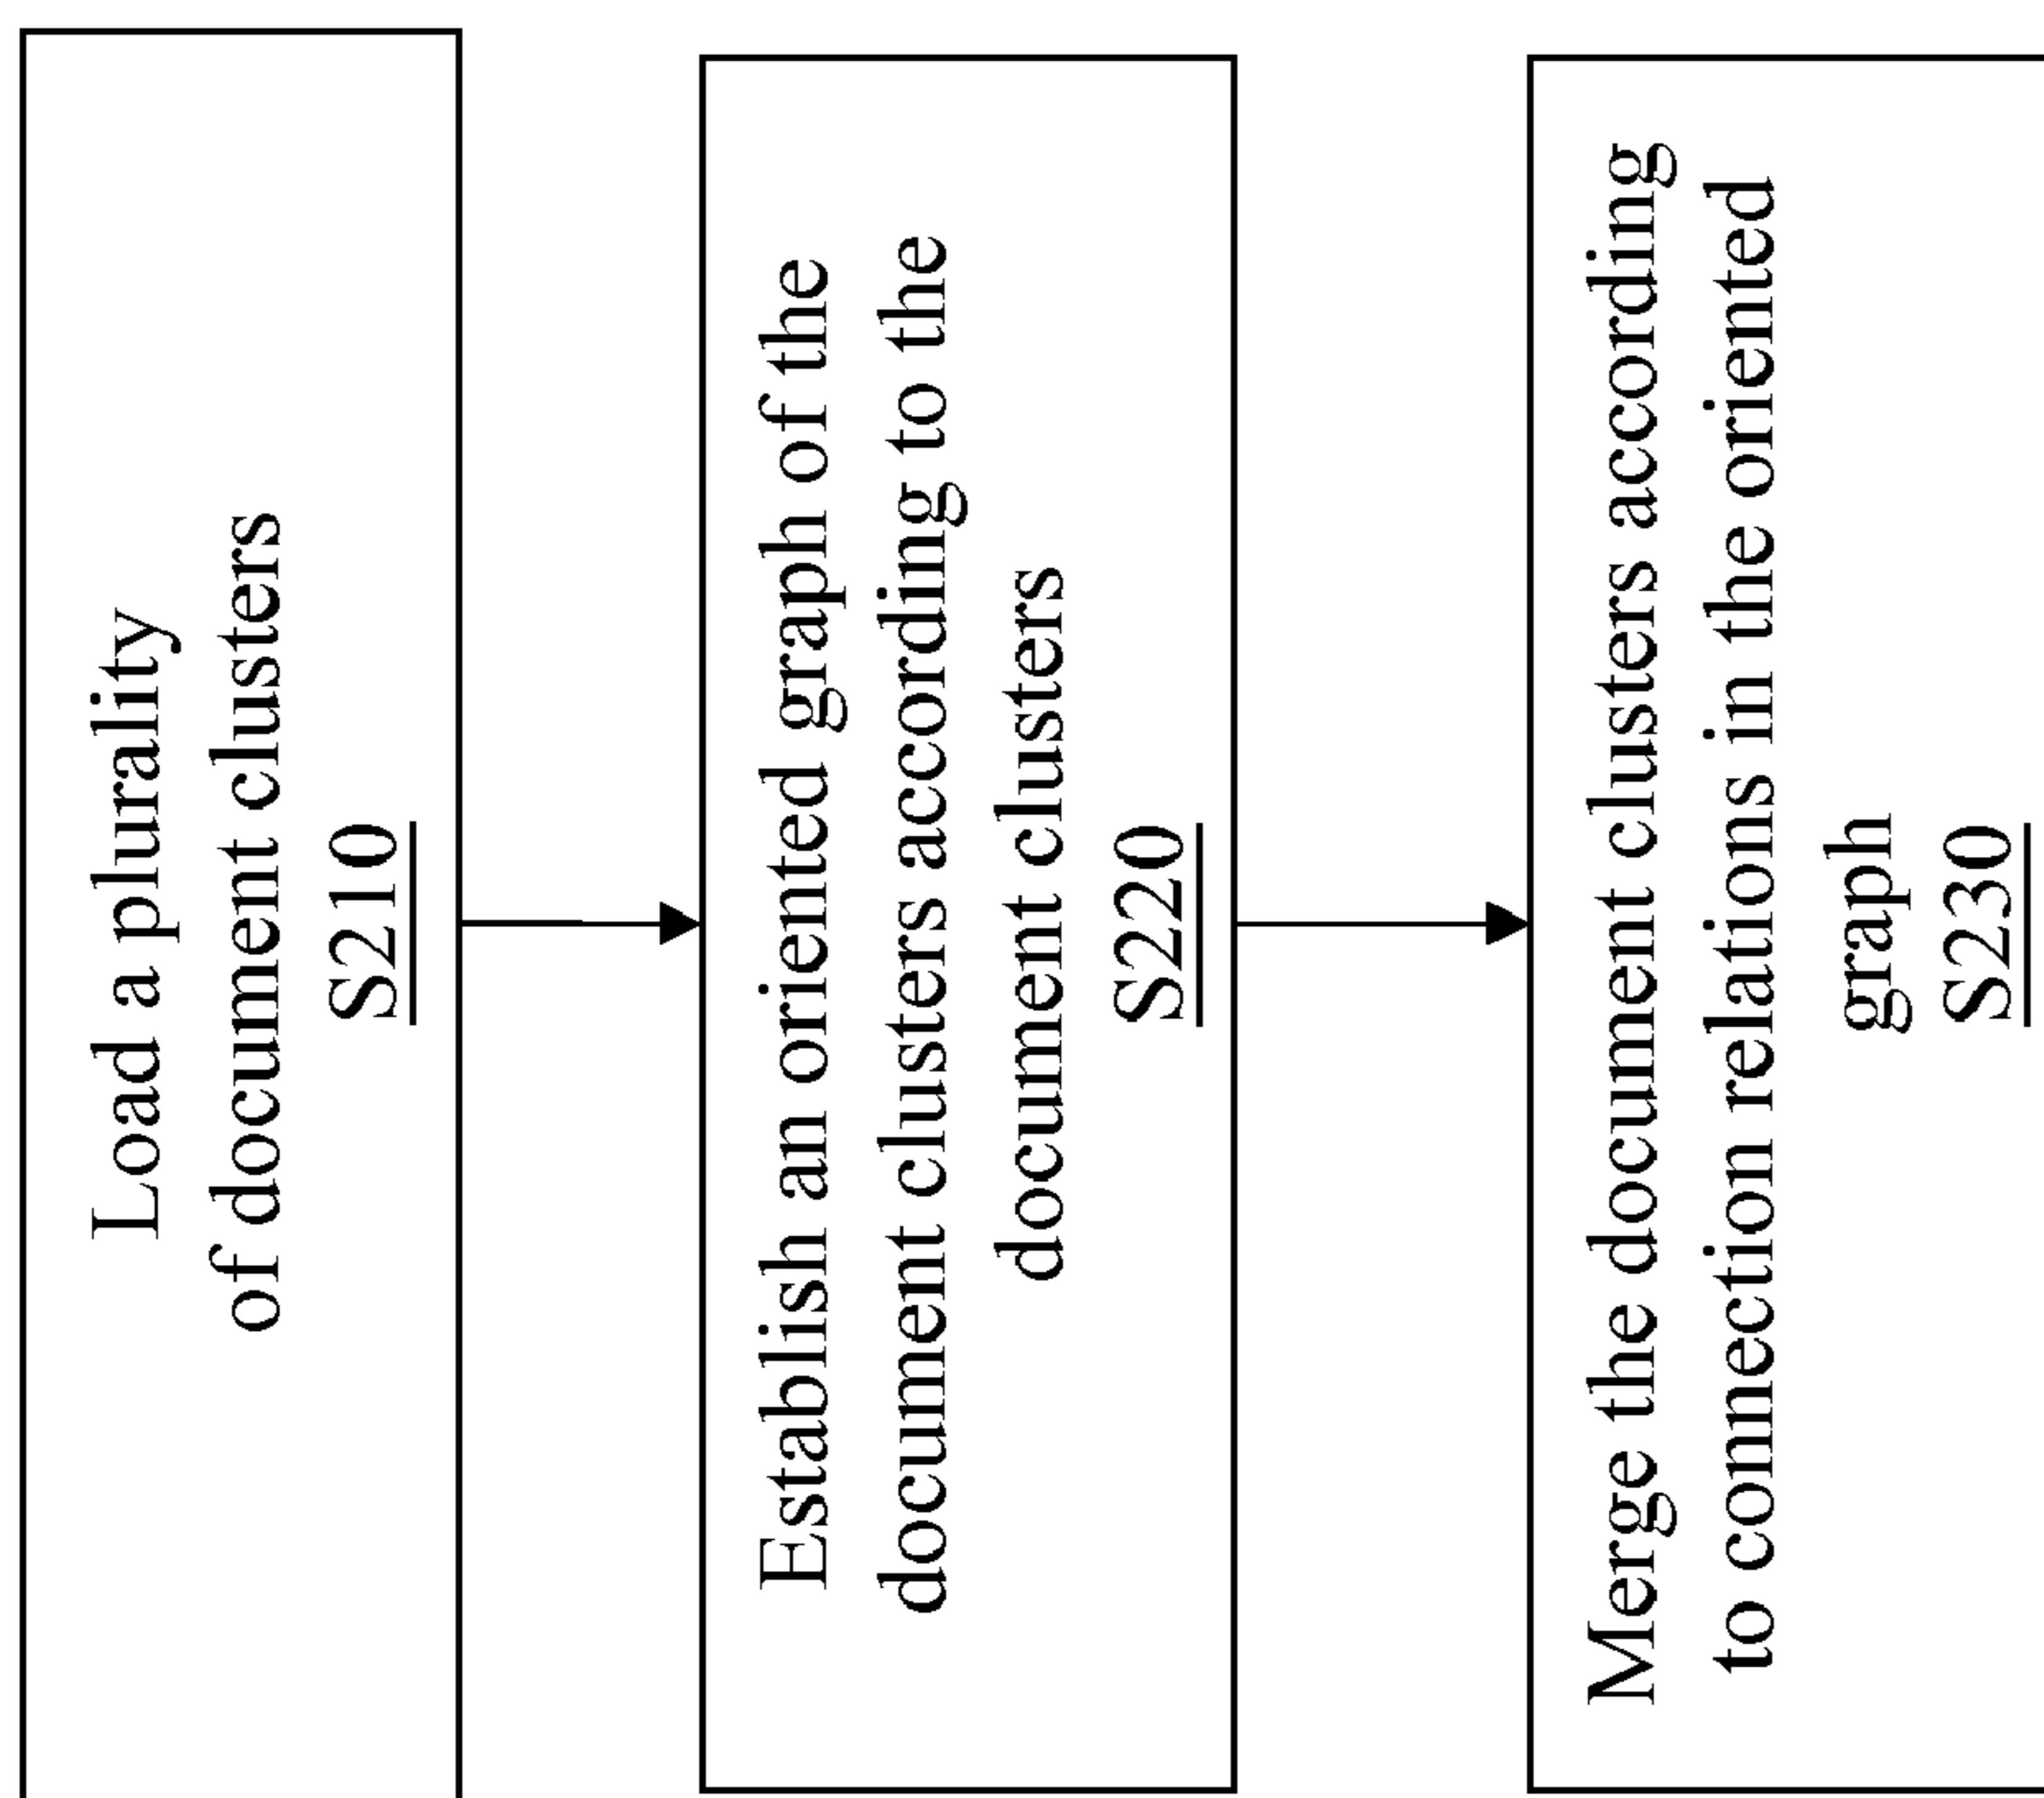 Load a plurality
of document clusters
S210
Establish an oriented graph of the
document clusters according to the
document clusters
S220
Merge the document clusters according
to connection relations in the oriented
graph
S230